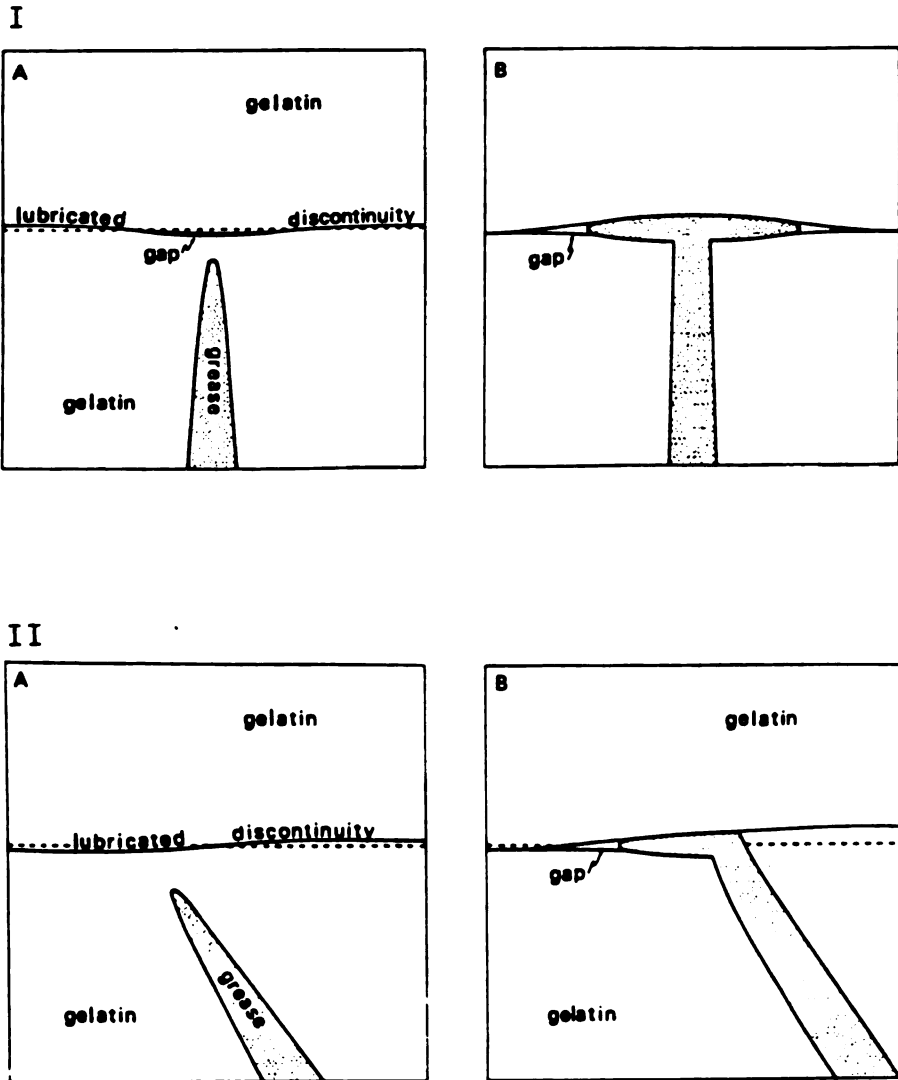 I
A
gelatin
lubricated discontinuity
gap
grease
gelatin
B
gap
II
A
gelatin
lubricated discontinuity
grease
gelatin
B
gelatin
gap
gelatin